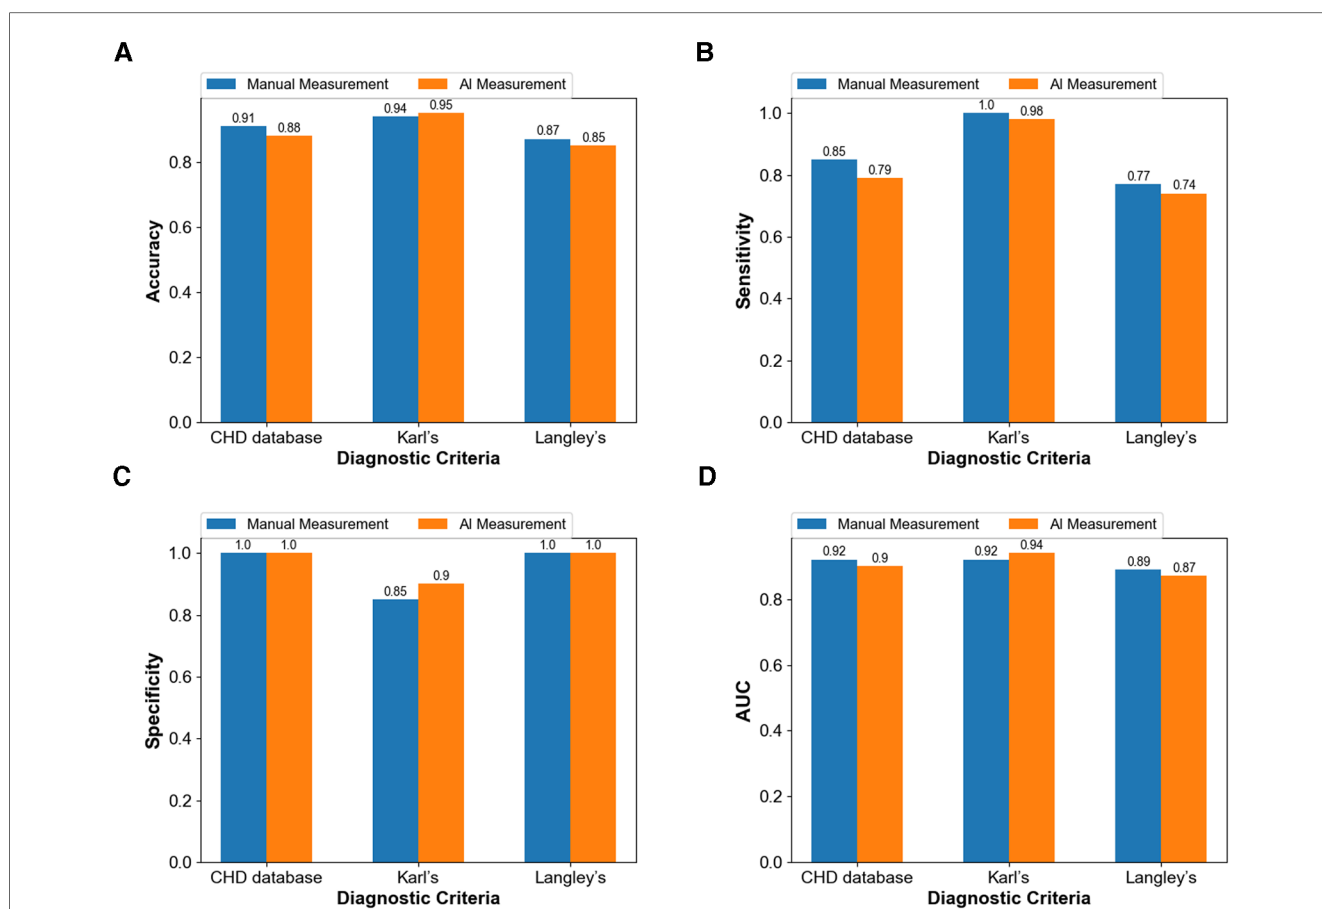 A
Manual Measurement AI Measurement
0.91 0.88 0.94 0.95 0.87 0.85
0.8
0.6
0.4
0.2
0.0
Accuracy
CHD database Karl’s Langley’s
Diagnostic Criteria
B
Manual Measurement AI Measurement
0.85 0.79 1.0 0.98 0.77 0.74
1.0
0.8
0.6
0.4
0.2
0.0
Sensitivity
CHD database Karl’s Langley’s
Diagnostic Criteria
C
Manual Measurement AI Measurement
1.0 1.0 0.85 0.9 1.0 1.0
1.0
0.8
0.6
0.4
0.2
0.0
Specificity
CHD database Karl’s Langley’s
Diagnostic Criteria
D
Manual Measurement AI Measurement
0.92 0.9 0.92 0.94 0.89 0.87
0.8
0.6
0.4
0.2
0.0
AUC
CHD database Karl’s Langley’s
Diagnostic Criteria